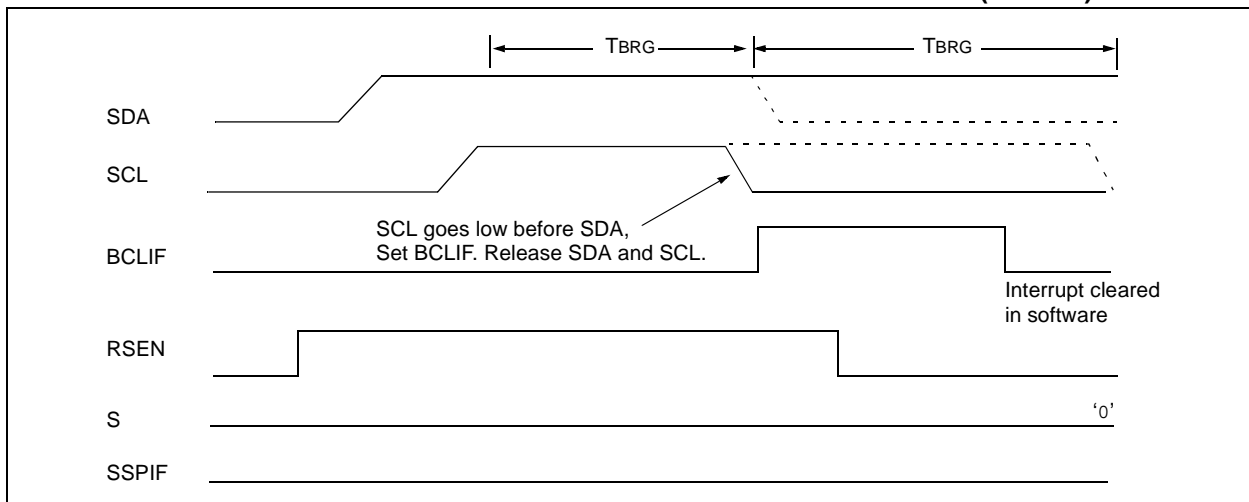 TBRG TBRG
SDA
SCL
SCL goes low before SDA,
Set BCLIF. Release SDA and SCL.
BCLIF
Interrupt cleared
in software
RSEN
S
‘0’
SSPIF